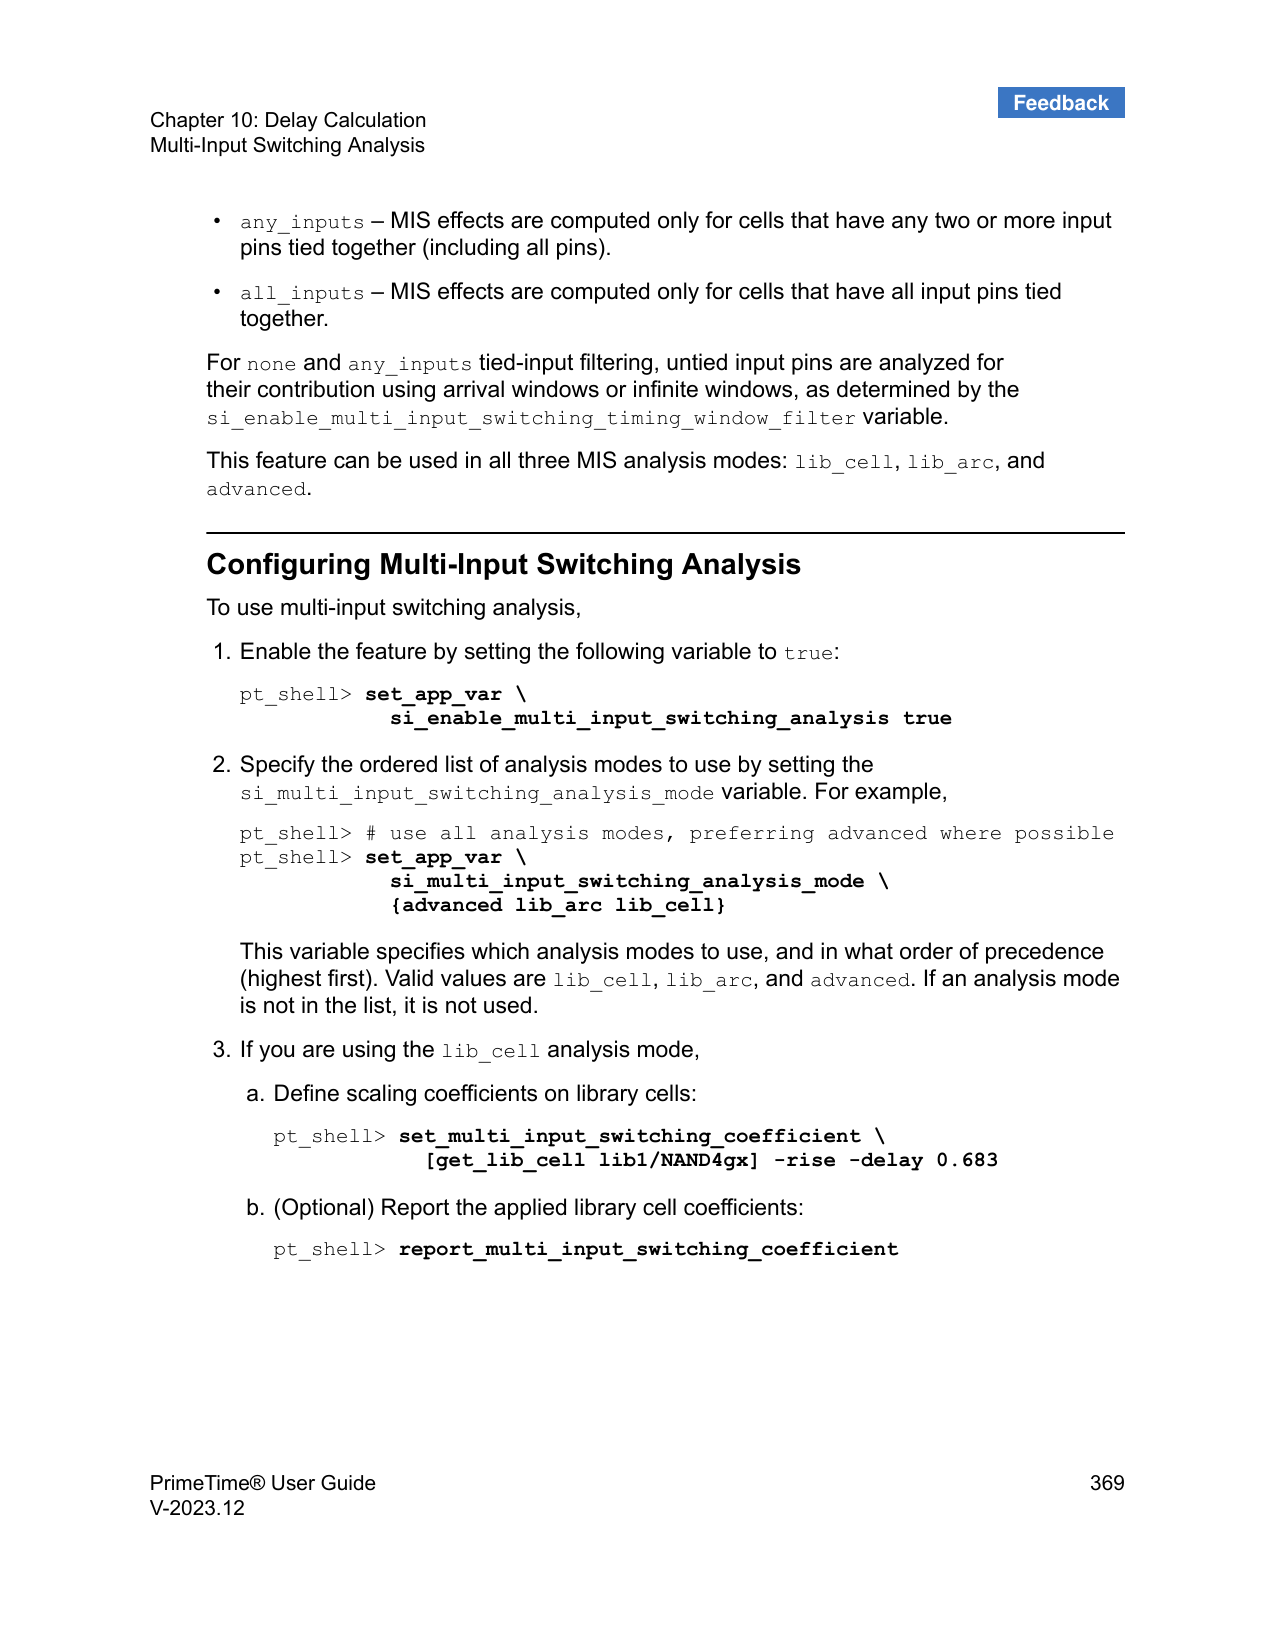 Feedback
Chapter 10: Delay Calculation
Multi-Input Switching Analysis
• any_inputs – MIS effects are computed only for cells that have any two or more input
pins tied together (including all pins).
• all_inputs – MIS effects are computed only for cells that have all input pins tied
together.
For none and any_inputs tied-input filtering, untied input pins are analyzed for
their contribution using arrival windows or infinite windows, as determined by the
si_enable_multi_input_switching_timing_window_filter variable.
This feature can be used in all three MIS analysis modes: lib_cell, lib_arc, and
advanced.
Configuring Multi-Input Switching Analysis
To use multi-input switching analysis,
1. Enable the feature by setting the following variable to true:
pt_shell> set_app_var \
si_enable_multi_input_switching_analysis true
2. Specify the ordered list of analysis modes to use by setting the
si_multi_input_switching_analysis_mode variable. For example,
pt_shell> # use all analysis modes, preferring advanced where possible
pt_shell> set_app_var \
si_multi_input_switching_analysis_mode \
{advanced lib_arc lib_cell}
This variable specifies which analysis modes to use, and in what order of precedence
(highest first). Valid values are lib_cell, lib_arc, and advanced. If an analysis mode
is not in the list, it is not used.
3. If you are using the lib_cell analysis mode,
a. Define scaling coefficients on library cells:
pt_shell> set_multi_input_switching_coefficient \
[get_lib_cell lib1/NAND4gx] -rise -delay 0.683
b. (Optional) Report the applied library cell coefficients:
pt_shell> report_multi_input_switching_coefficient
PrimeTime® User Guide
369
V-2023.12